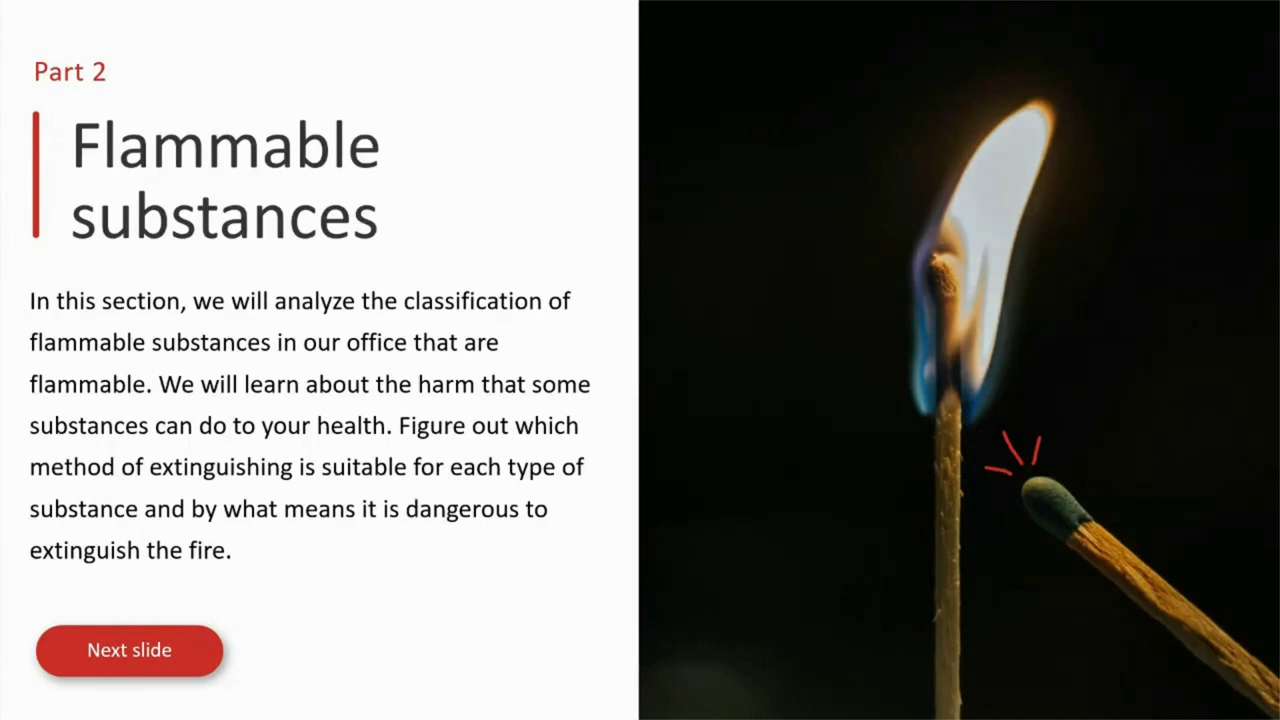 Part 2
Flammable
substances
In this section, we will analyze the classification of
flammable substances in our office that are
flammable. We will learn about the harm that some
substances can do to your health. Figure out which
method of extinguishing is suitable for each type of
substance and by what means it is dangerous to
extinguish the fire.
Next slide